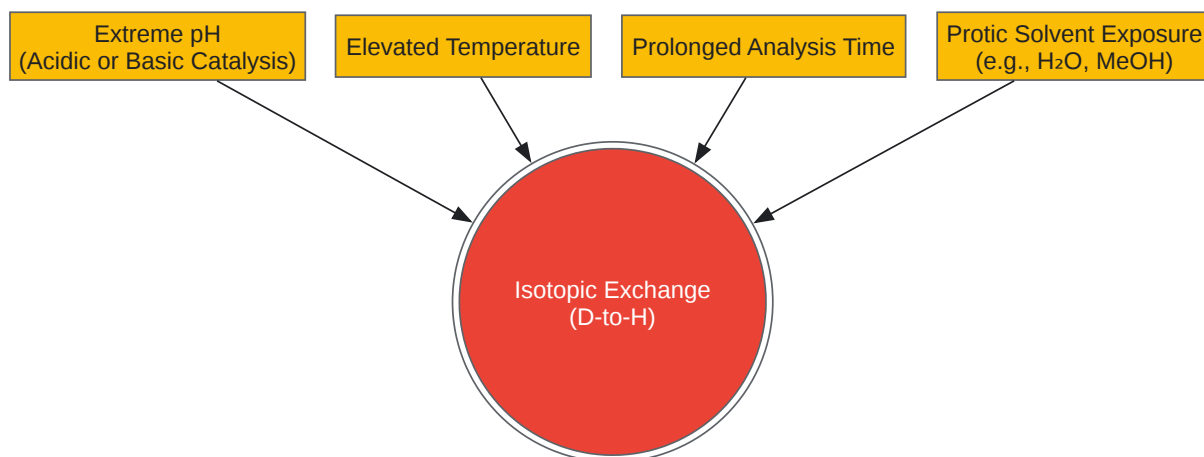 Extreme pH
(Acidic or Basic Catalysis)
Elevated Temperature
Prolonged Analysis Time
Protic Solvent Exposure
(e.g., H₂O, MeOH)
Isotopic Exchange
(D-to-H)